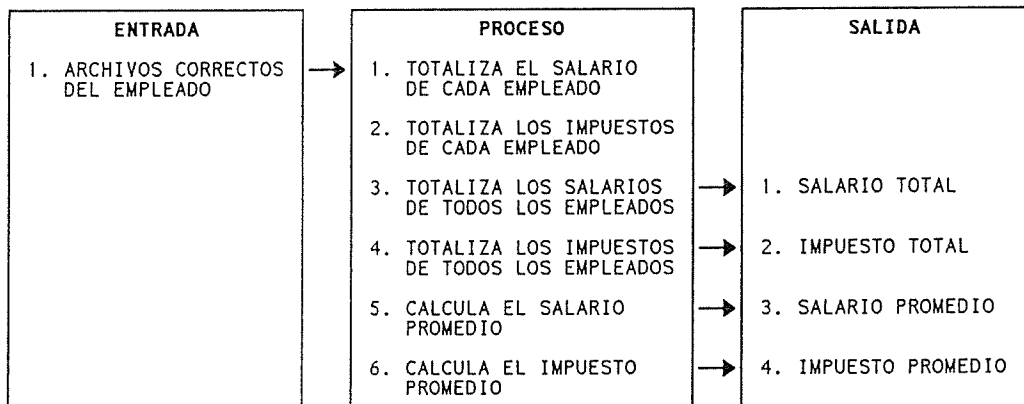 ENTRADA
1. ARCHIVOS CORRECTOS
DEL EMPLEADO
PROCESO
1. TOTALIZA EL SALARIO
DE CADA EMPLEADO
2. TOTALIZA LOS IMPUESTOS
DE CADA EMPLEADO
3. TOTALIZA LOS SALARIOS
DE TODOS LOS EMPLEADOS
4. TOTALIZA LOS IMPUESTOS
DE TODOS LOS EMPLEADOS
5. CALCULA EL SALARIO
PROMEDIO
6. CALCULA EL IMPUESTO
PROMEDIO
SALIDA
1. SALARIO TOTAL
2. IMPUESTO TOTAL
3. SALARIO PROMEDIO
4. IMPUESTO PROMEDIO